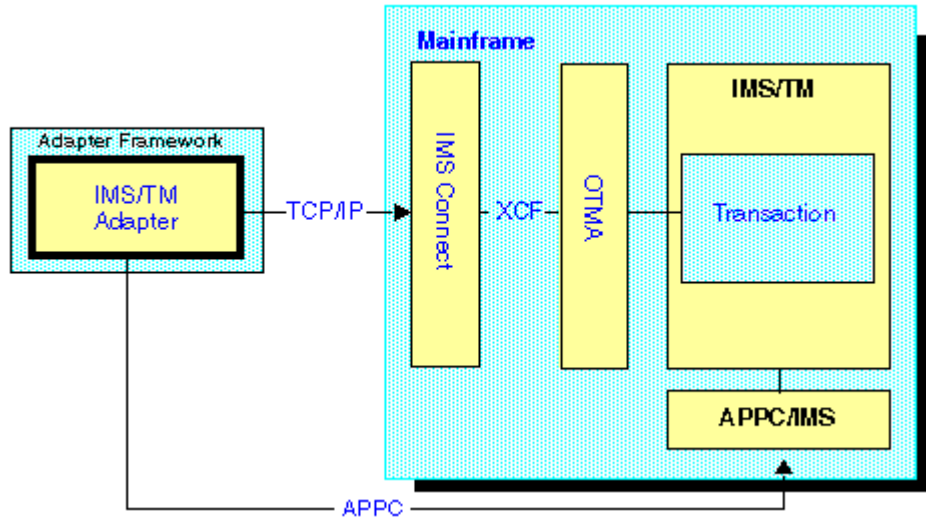 Mainframe
IMS/TM
Adapter Framework
IMS/TM
Adapter
TCP/IP
IMS Connect
XCF
OTMA
Transaction
APPC/IMS
APPC